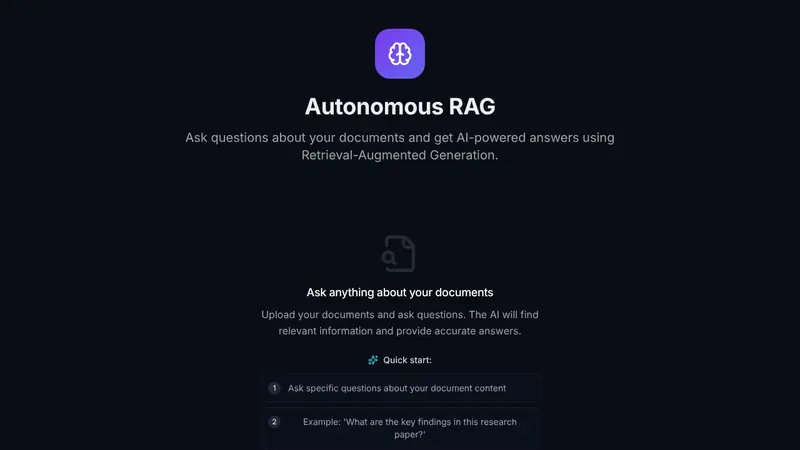 Autonomous RAG
Ask questions about your documents and get AI-powered answers using
Retrieval-Augmented Generation.
Ask anything about your documents
Upload your documents and ask questions. The AI will find
relevant information and provide accurate answers.
Quick start:
1 Ask specific questions about your document content
2 Example: 'What are the key findings in this research
paper?'